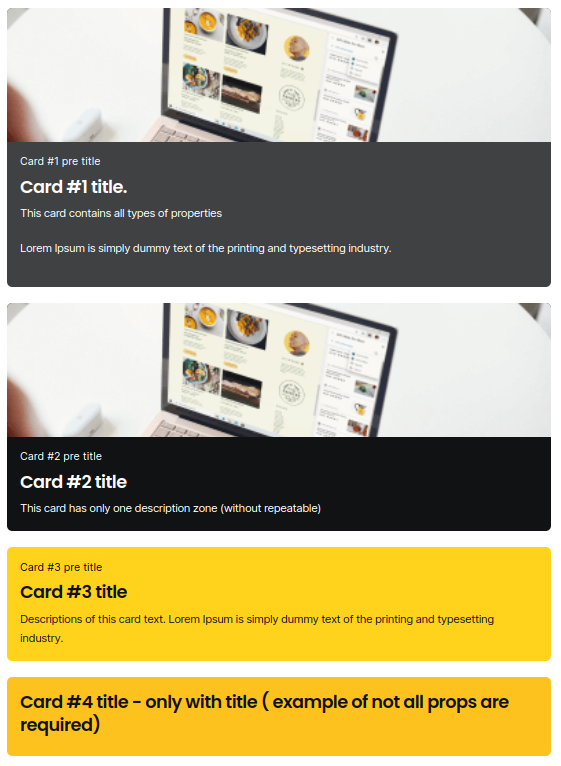 Card #1 pre title
Card #1 title.
This card contains all types of properties
Lorem Ipsum is simply dummy text of the printing and typesetting industry.
Card #2 pre title
Card #2 title
This card has only one description zone (without repeatable)
Card #3 pre title
Card #3 title
Descriptions of this card text. Lorem Ipsum is simply dummy text of the printing and typesetting
industry.
Card #4 title - only with title ( example of not all props are
required)